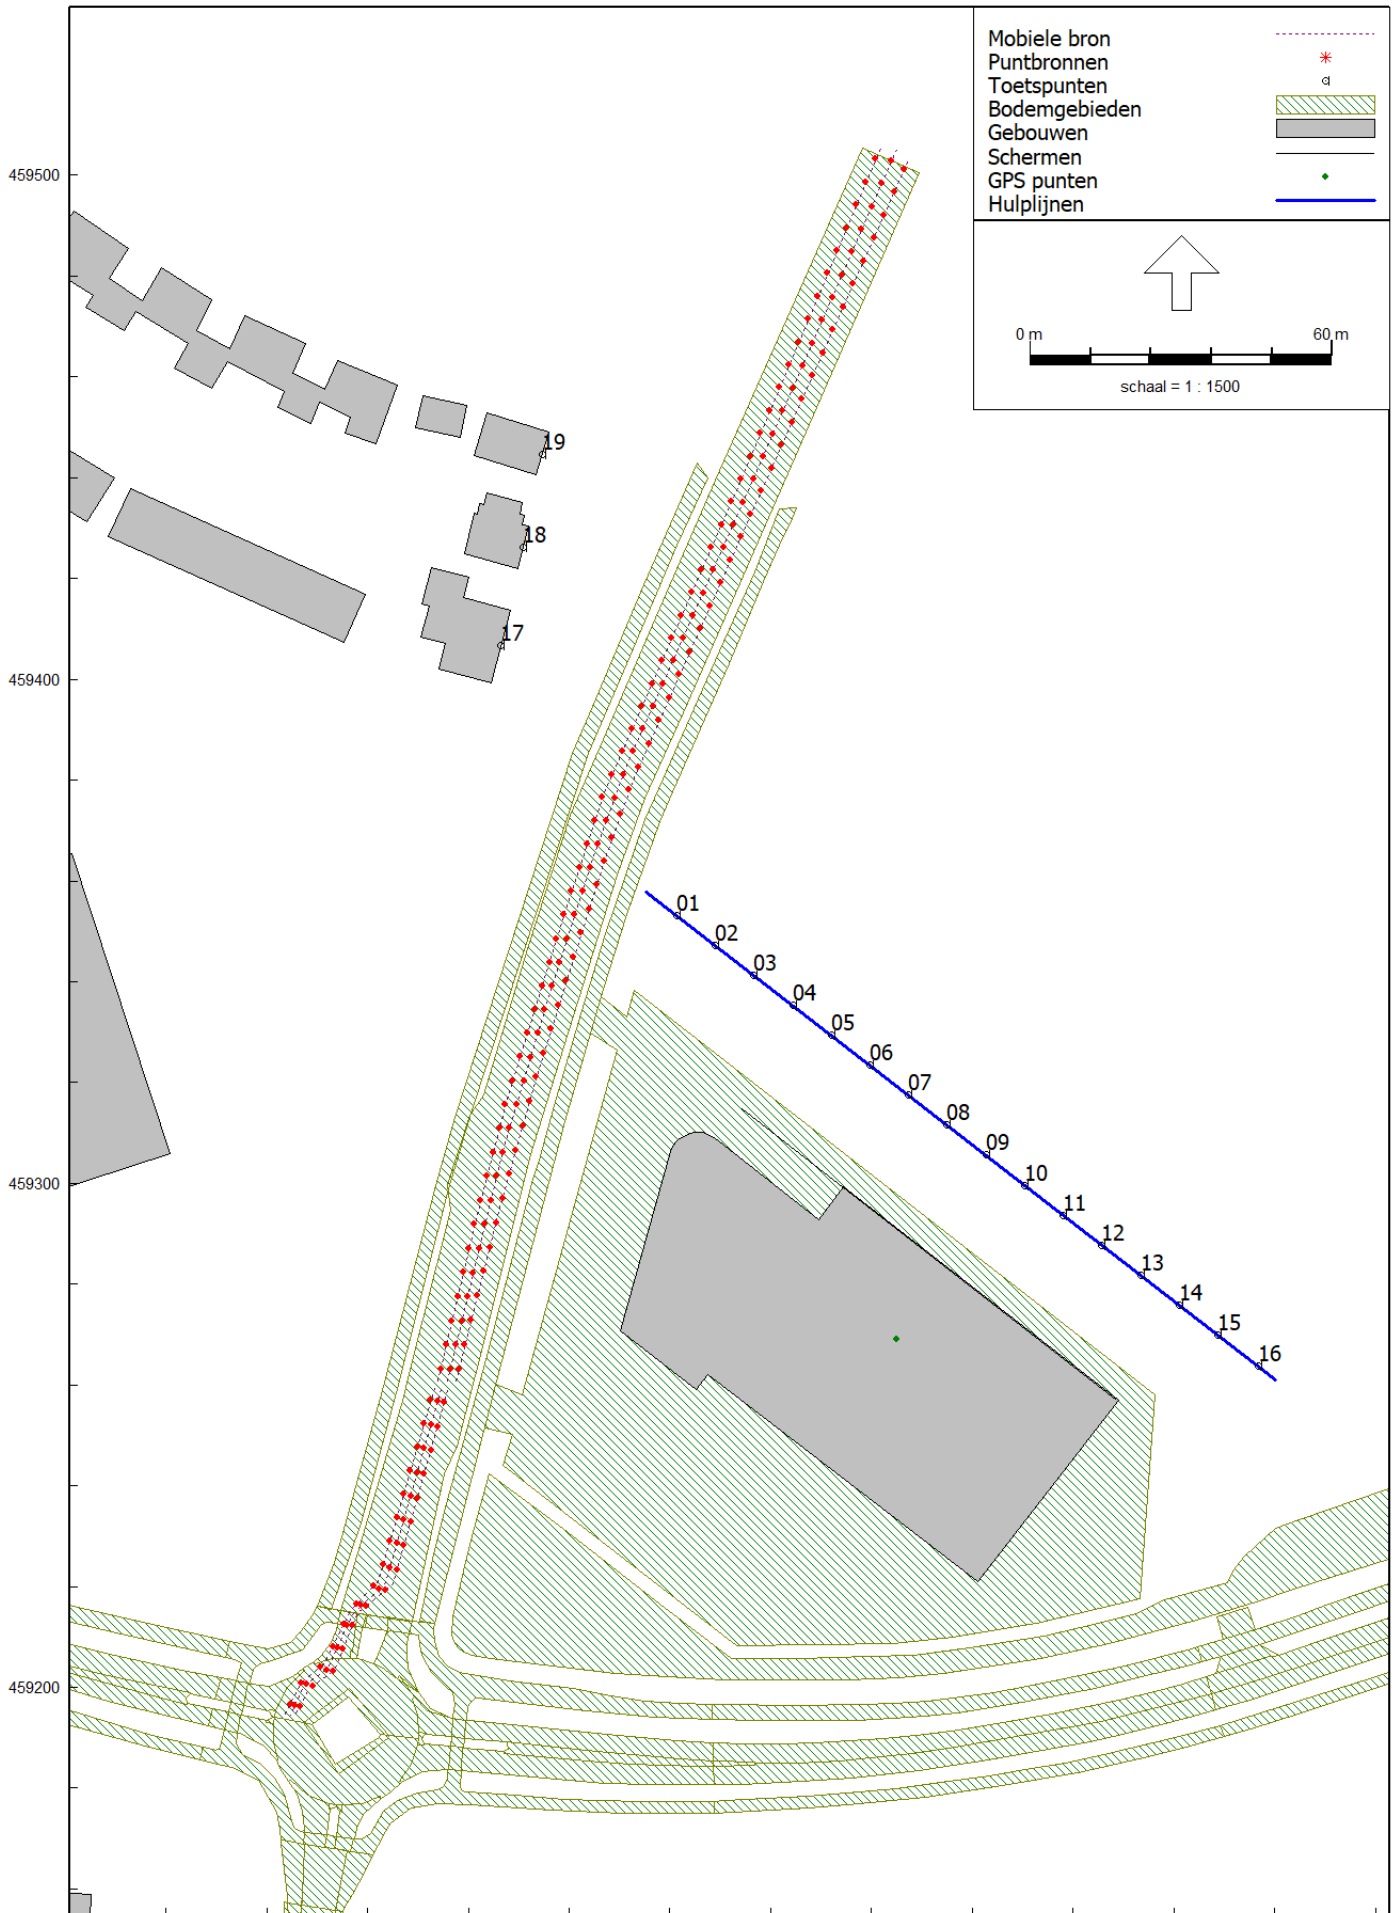 Mobiele bron
Puntbronnen
Toetspunten
Bodemgebieden
Gebouwen
Schermen
GPS punten
Hulplijnen
0 m 60 m
schaal = 1 : 1500
459500
19
18
17
459400
01
02
03
04
05
06
07
08
09
10
459300
11
12
13
14
15
16
459200